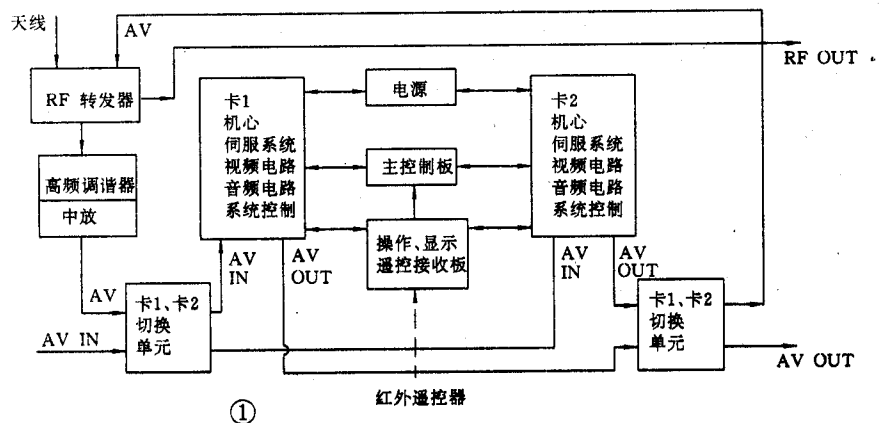 天线
AV
RF OUT
RF 转发器
高频调谐器
中放
卡1
机心
伺服系统
视频电路
音频电路
系统控制
电源
主控制板
操作、显示
遥控接收板
卡2
机心
伺服系统
视频电路
音频电路
系统控制
AV
IN
AV
OUT
AV
IN
AV
OUT
AV
AV IN
卡1、卡2
切换
单元
卡1、卡2
切换
单元
AV OUT
红外遥控器
①